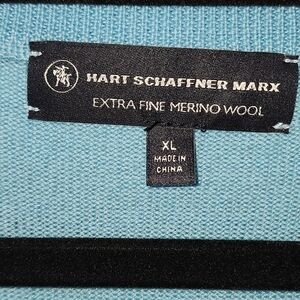 HART SCHAFFNER MARX
EXTRA FINE MERINO WOOL
XL
MADE IN
CHINA